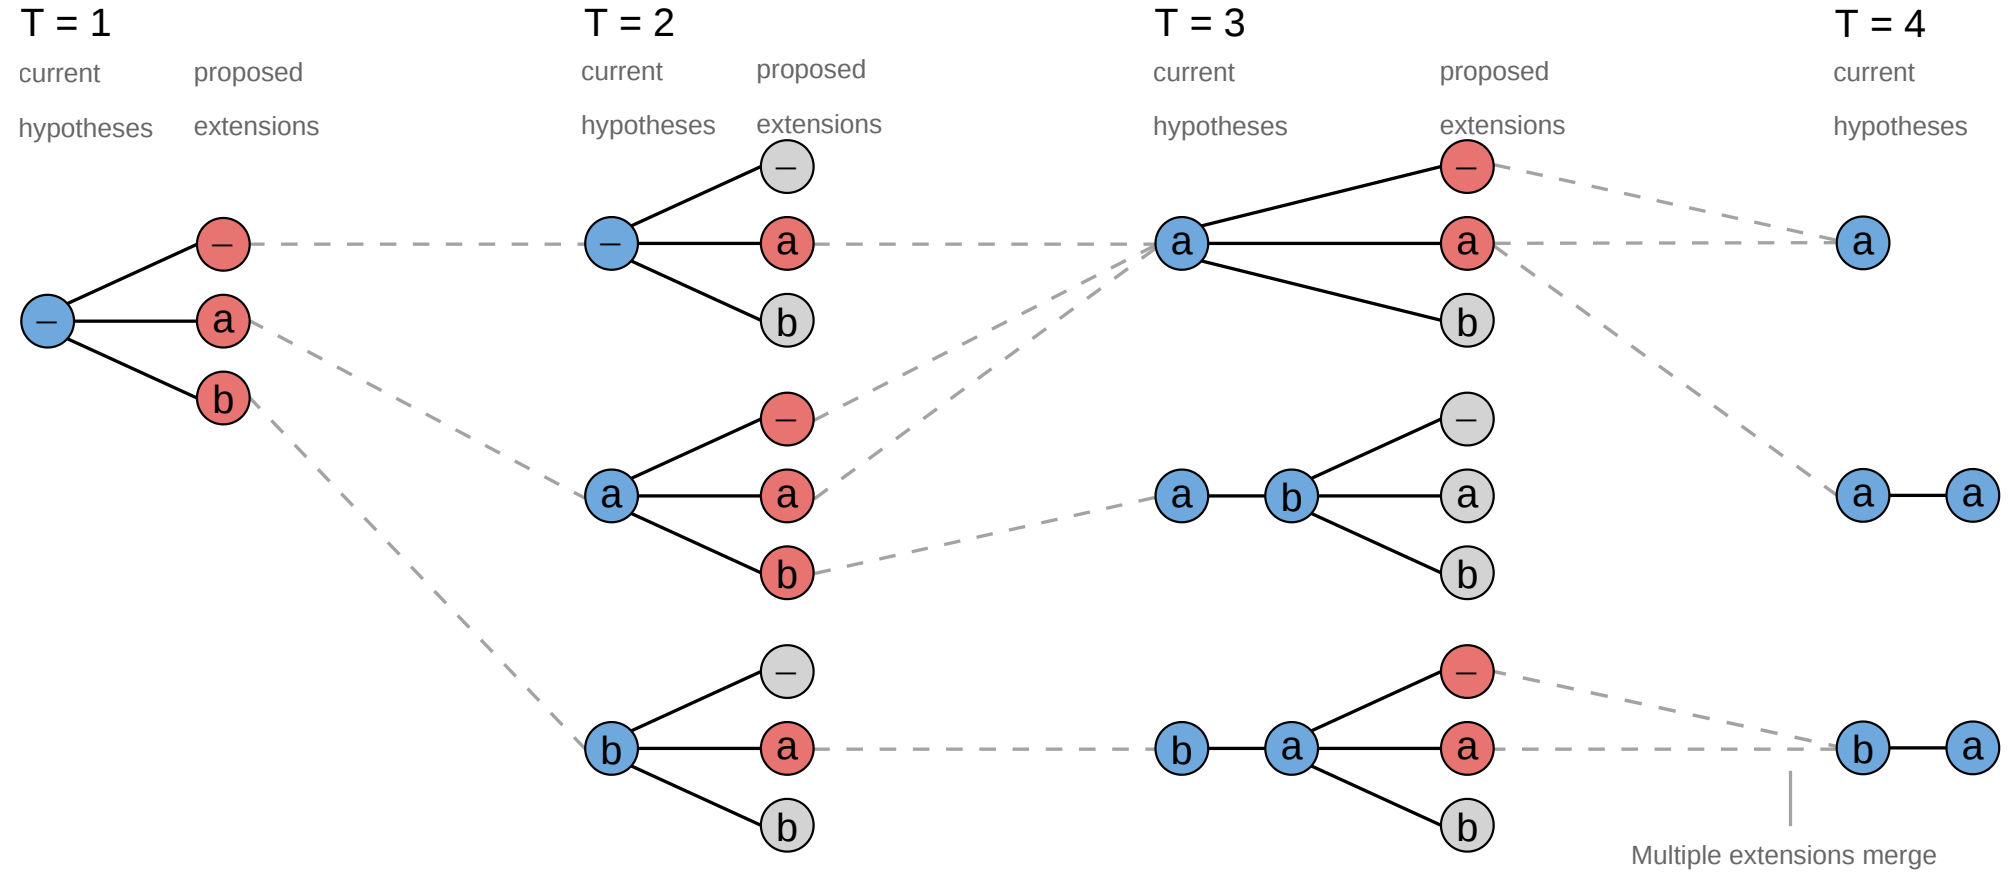 T = 1
current
hypotheses
proposed
extensions
–
–
a
b
T = 2
current
hypotheses
proposed
extensions
–
–
a
b
a
–
a
b
b
–
a
b
T = 3
current
hypotheses
proposed
extensions
a
–
a
b
a b
–
a
b
b a
–
a
b
T = 4
current
hypotheses
a
a a
b a
Multiple extensions merge